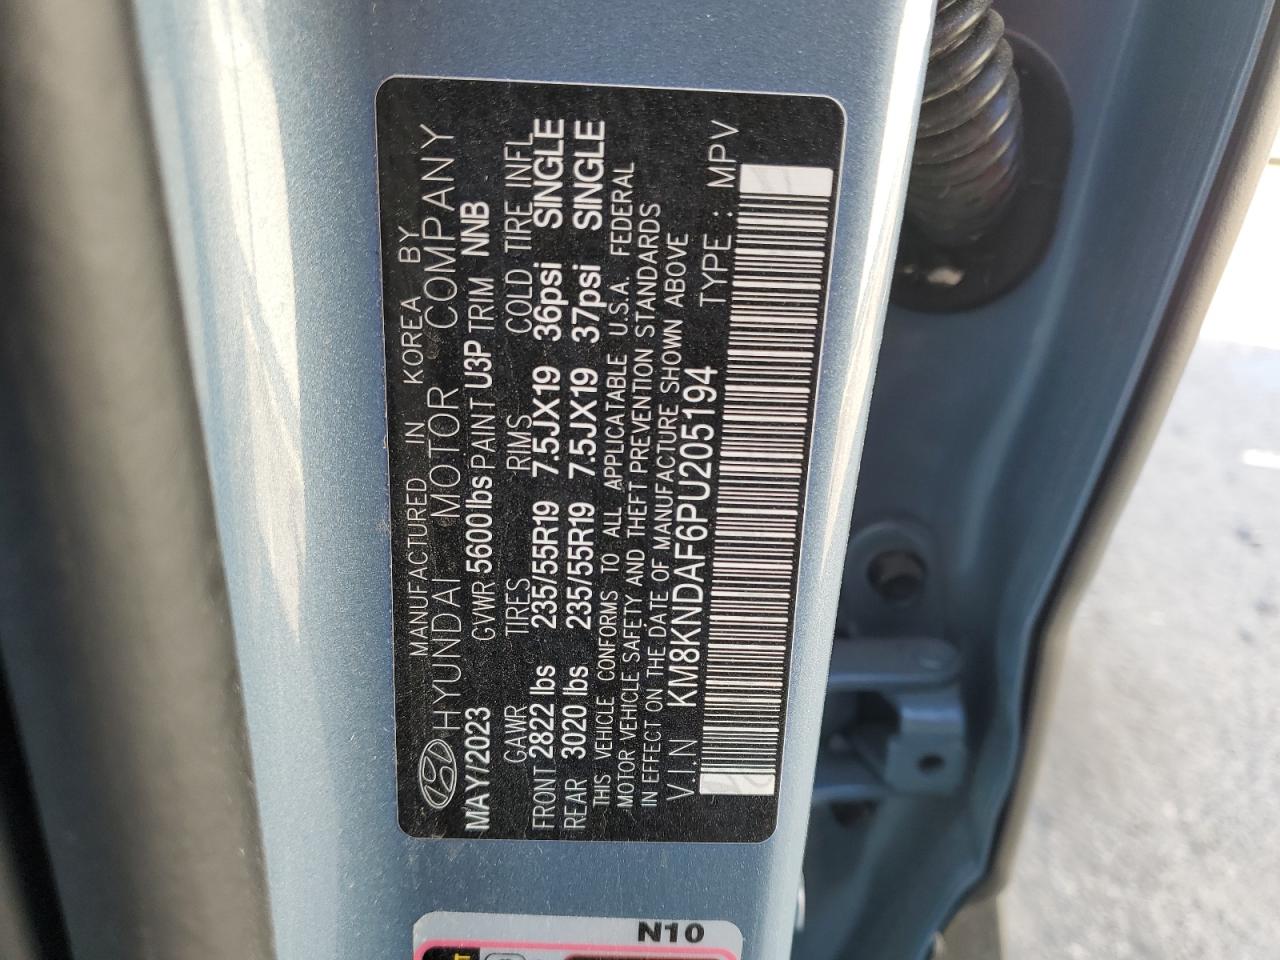 MANUFACTURED IN KOREA BY
HYUNDAI MOTOR COMPANY
MAY/2023 GVWR 5600lbs PAINT U3P TRIM NNB
GAWR TIRES RIMS COLD TIRE INFL
FRONT 2822 lbs 235/55R19 7.5JX19 36psi SINGLE
REAR 3020 lbs 235/55R19 7.5JX19 37psi SINGLE
THIS VEHICLE CONFORMS TO ALL APPLICATABLE U.S.A. FEDERAL
MOTOR VEHICLE SAFETY AND THEFT PREVENTION STANDARDS
IN EFFECT ON THE DATE OF MANUFACTURE SHOWN ABOVE
V.I.N KM8KNDAF6PU205194 TYPE : MPV
N10